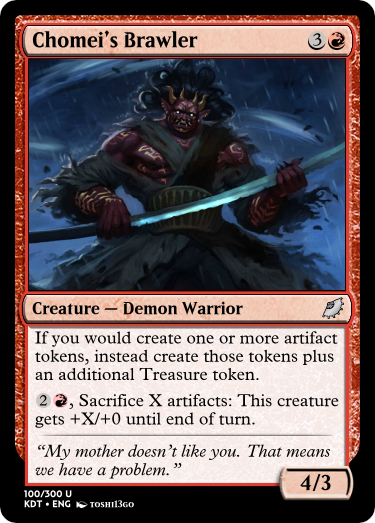 Chomei's Brawler 3
If you would create one or more artifact
tokens, instead create those tokens plus
an additional Treasure token.
2, Sacrifice X artifacts: This creature
gets +X/+0 until end of turn.
"My mother doesn't like you. That means
we have a problem."
Creature — Demon Warrior
4/3
100/300 U
KDT • ENG TOSH1I3GO